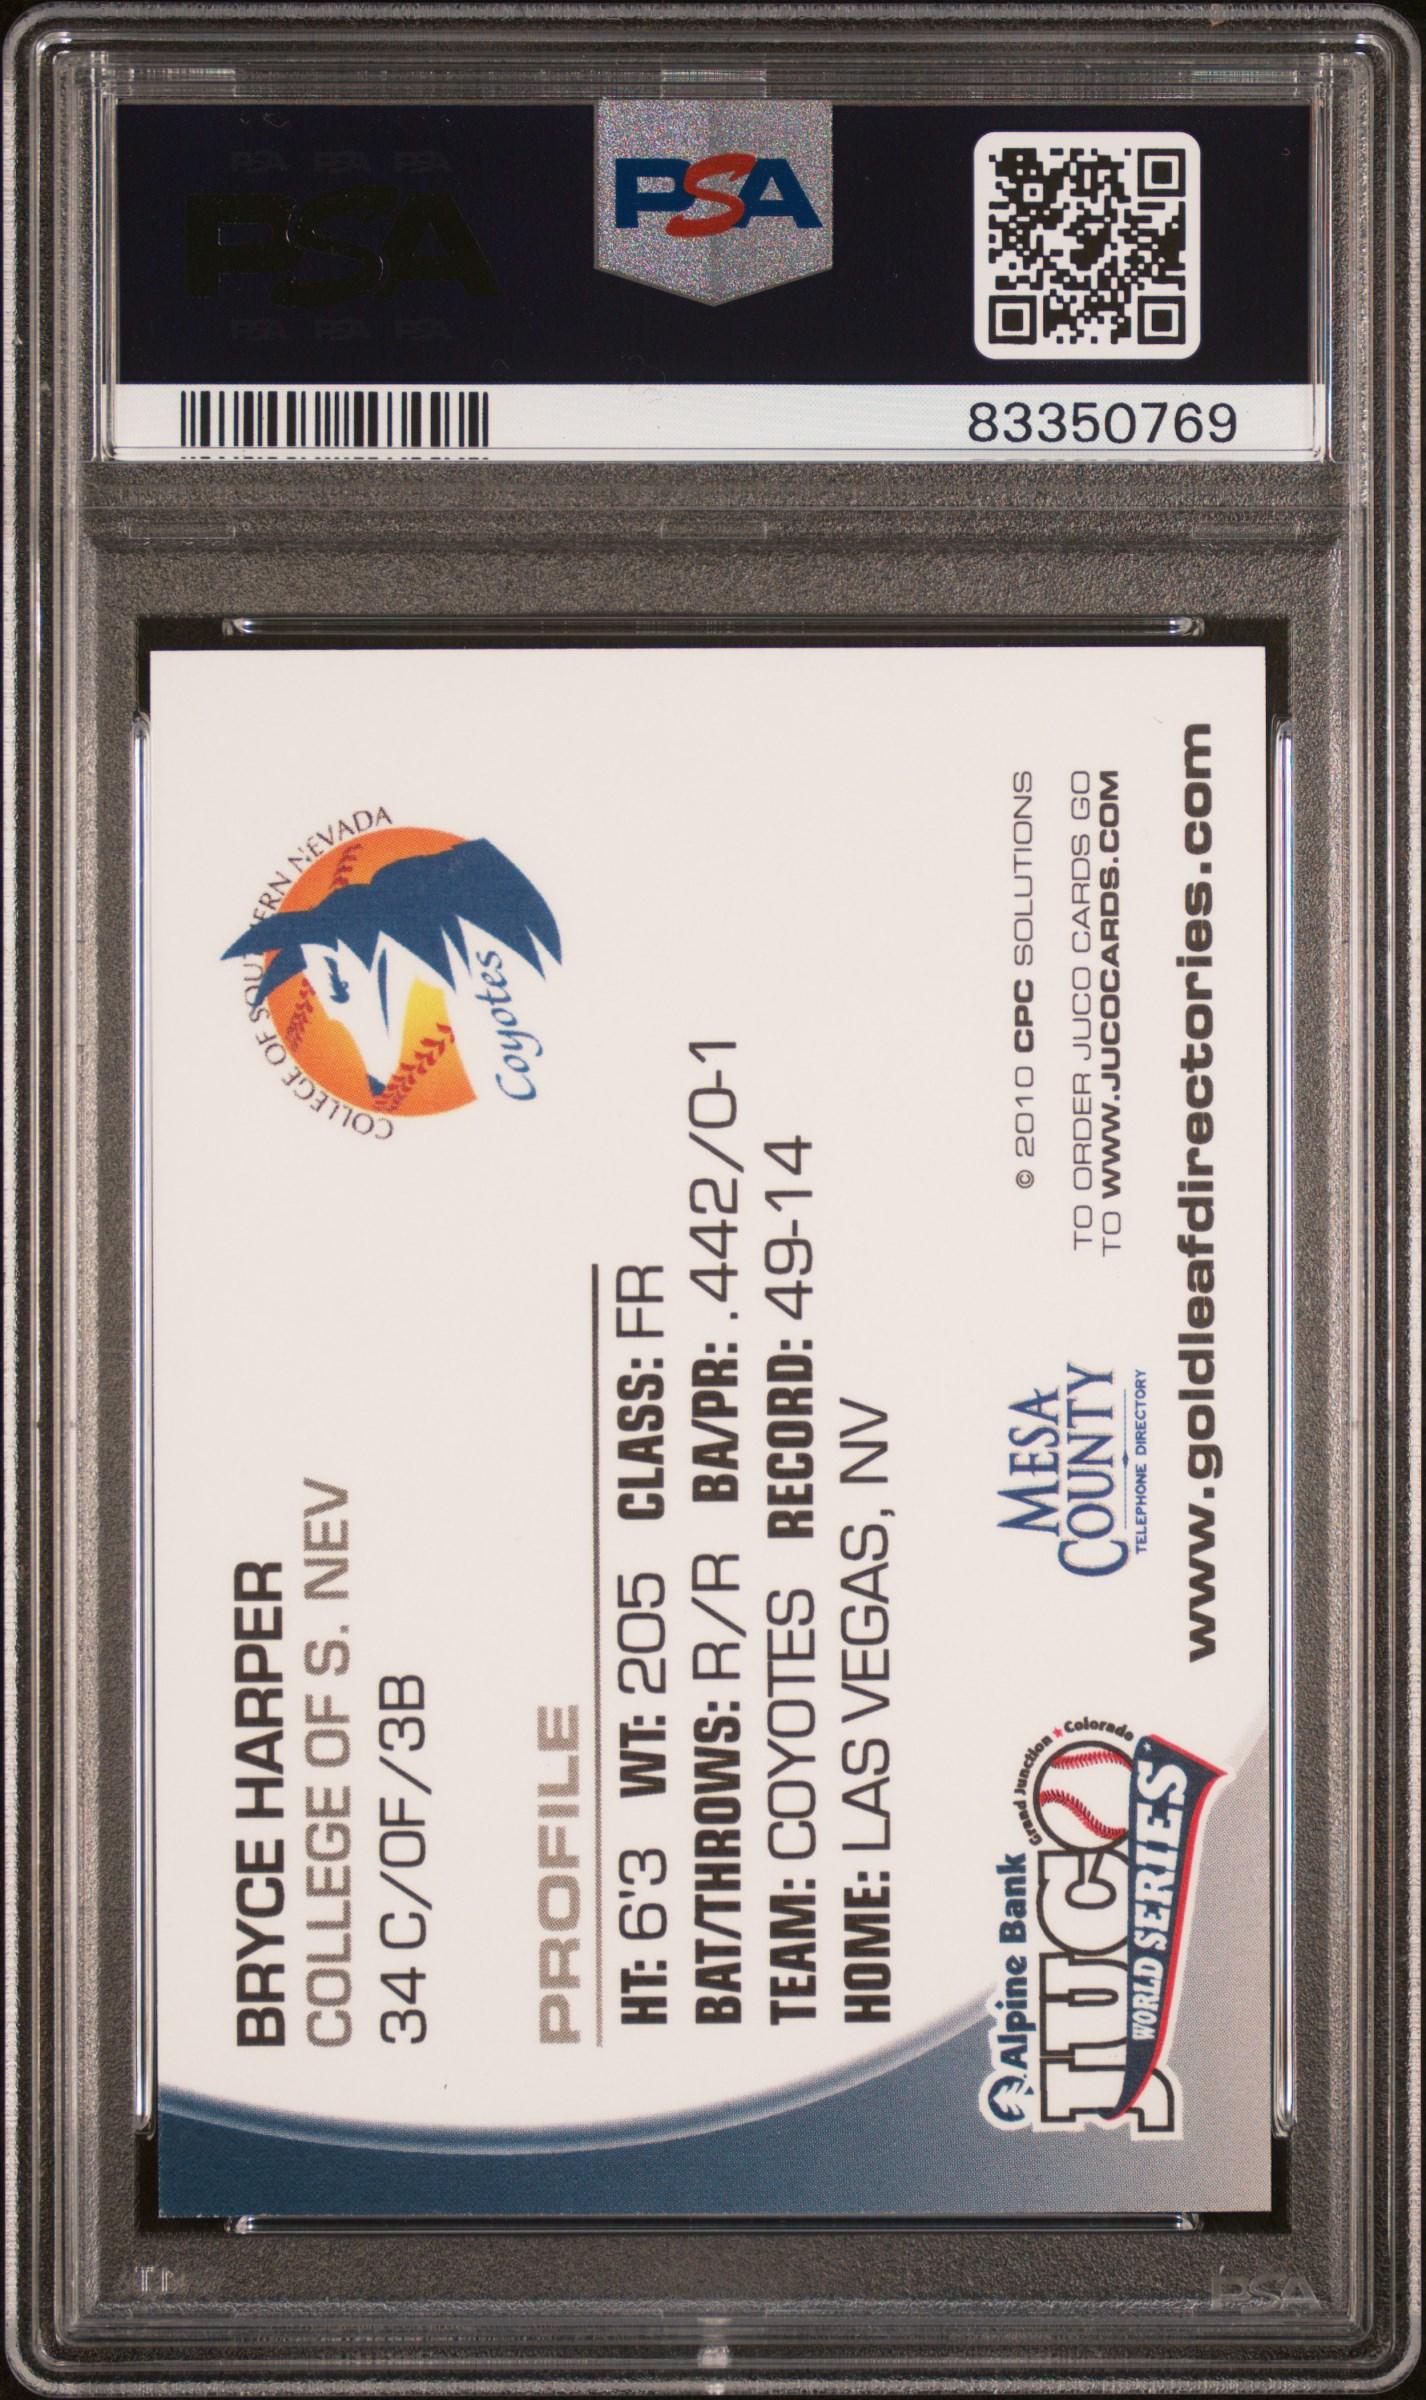 PSA
PSA
83350769
BRYCE HARPER
COLLEGE OF S. NEV
34 C/OF/3B
COLLEGE OF SOUTHERN NEVADA
Coyotes
PROFILE
HT: 6'3 WT: 205 CLASS: FR
BAT/THROWS: R/R BA/PR: .442/0-1
TEAM: COYOTES RECORD: 49-14
HOME: LAS VEGAS, NV
Alpine Bank
Grand Junction ★ Colorado
JUCO
WORLD SERIES
MESA
COUNTY
TELEPHONE DIRECTORY
© 2010 CPC SOLUTIONS
TO ORDER JUCO CARDS GO
TO WWW.JUCOCARDS.COM
www.goldleafdirectories.com
PSA